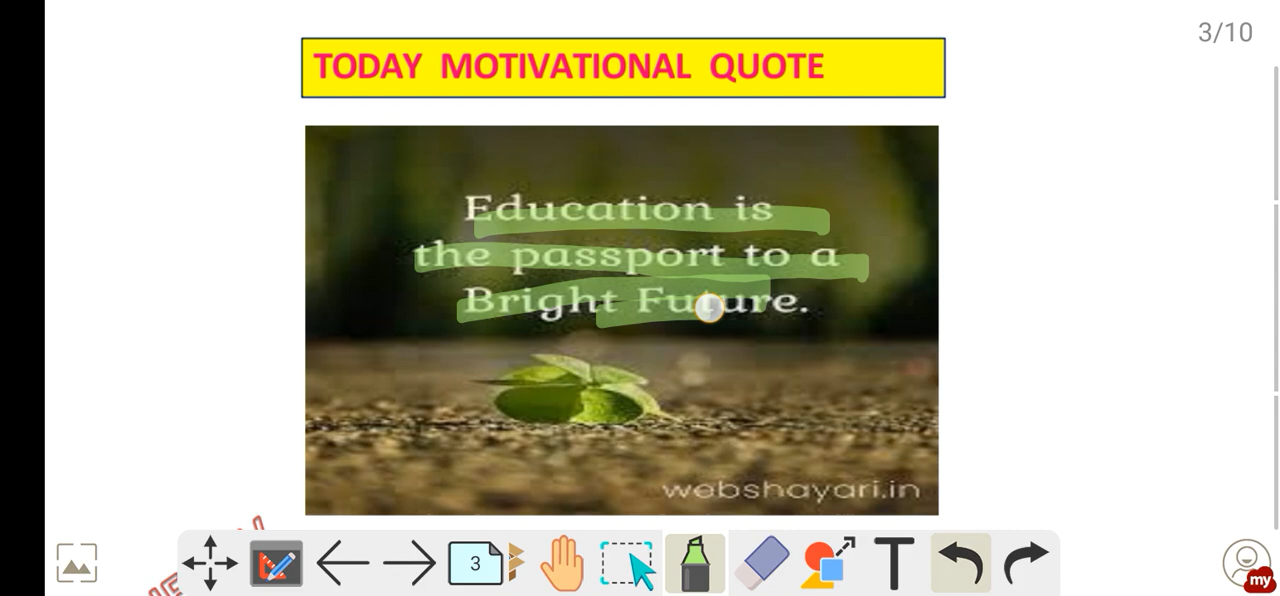 3/10
TODAY MOTIVATIONAL QUOTE
Education is
the passport to a
Bright Future.
webshayari.in
3
T
my